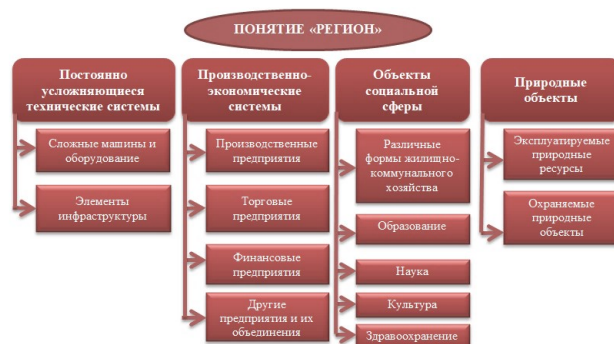 ПОНЯТИЕ «РЕГИОН»
Постоянно
усложняющиеся
технические системы
Сложные машины и
оборудование
Элементы
инфраструктуры
Производственно-
экономические
системы
Производственные
предприятия
Торговые
предприятия
Финансовые
предприятия
Другие
предприятия и их
объединения
Объекты
социальной
сферы
Различные
формы жилищно-
коммунального
хозяйства
Образование
Наука
Культура
Здравоохранение
Природные
объекты
Эксплуатируемые
природные
ресурсы
Охраняемые
природные
объекты